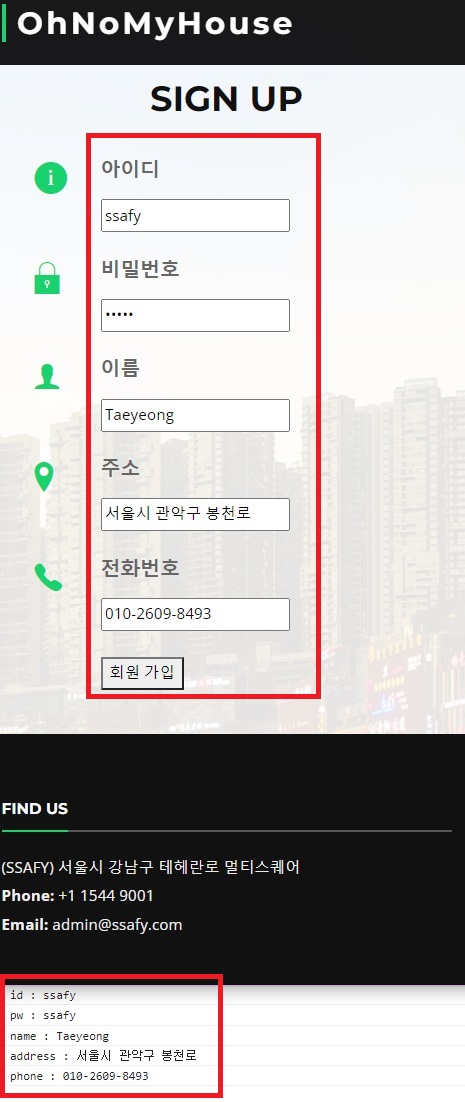 OhNoMyHouse
SIGN UP
아이디
ssafy
비밀번호
•••••
이름
Taeyeong
주소
서울시 관악구 봉천로
전화번호
010-2609-8493
회원 가입
FIND US
(SSAFY) 서울시 강남구 테헤란로 멀티스퀘어
Phone: +1 1544 9001
Email: admin@ssafy.com
id : ssafy
pw : ssafy
name : Taeyeong
address : 서울시 관악구 봉천로
phone : 010-2609-8493